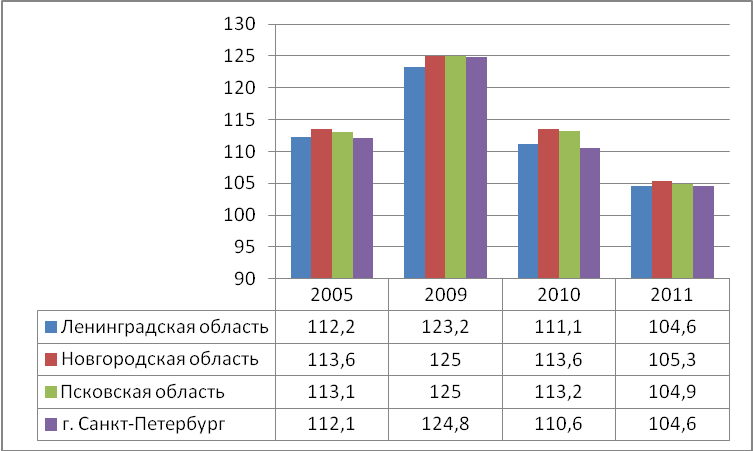 130
125
120
115
110
105
100
95
90
2005 2009 2010 2011
Ленинградская область 112,2 123,2 111,1 104,6
Новгородская область 113,6 125 113,6 105,3
Псковская область 113,1 125 113,2 104,9
г. Санкт-Петербург 112,1 124,8 110,6 104,6